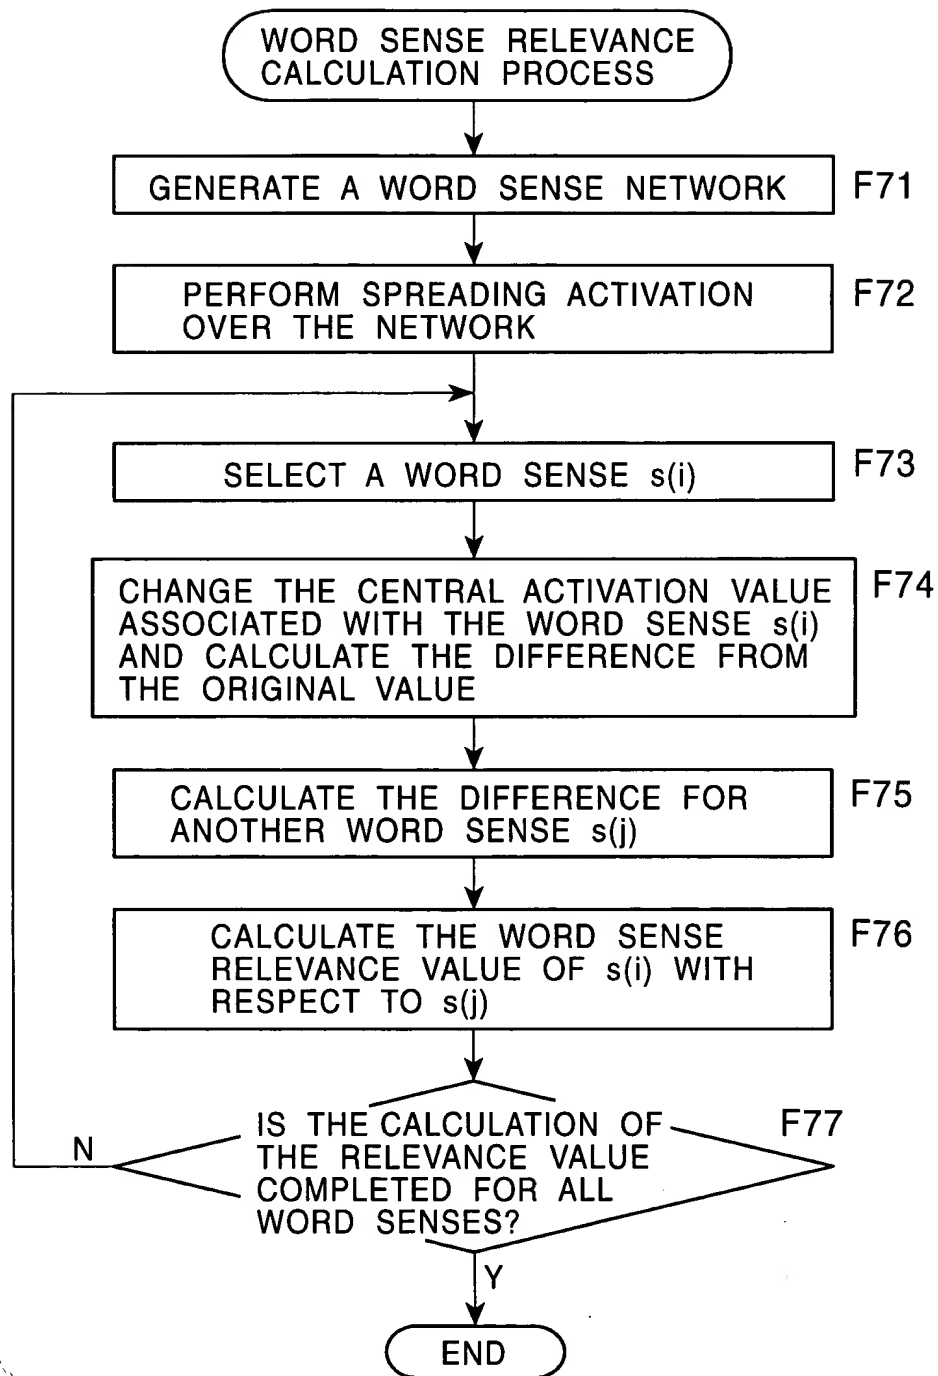 WORD SENSE RELEVANCE
CALCULATION PROCESS
GENERATE A WORD SENSE NETWORK
F71
PERFORM SPREADING ACTIVATION
OVER THE NETWORK
F72
SELECT A WORD SENSE s(i)
F73
CHANGE THE CENTRAL ACTIVATION VALUE
ASSOCIATED WITH THE WORD SENSE s(i)
AND CALCULATE THE DIFFERENCE FROM
THE ORIGINAL VALUE
F74
CALCULATE THE DIFFERENCE FOR
ANOTHER WORD SENSE s(j)
F75
CALCULATE THE WORD SENSE
RELEVANCE VALUE OF s(i) WITH
RESPECT TO s(j)
F76
IS THE CALCULATION OF
THE RELEVANCE VALUE
COMPLETED FOR ALL
WORD SENSES?
F77
N
Y
END